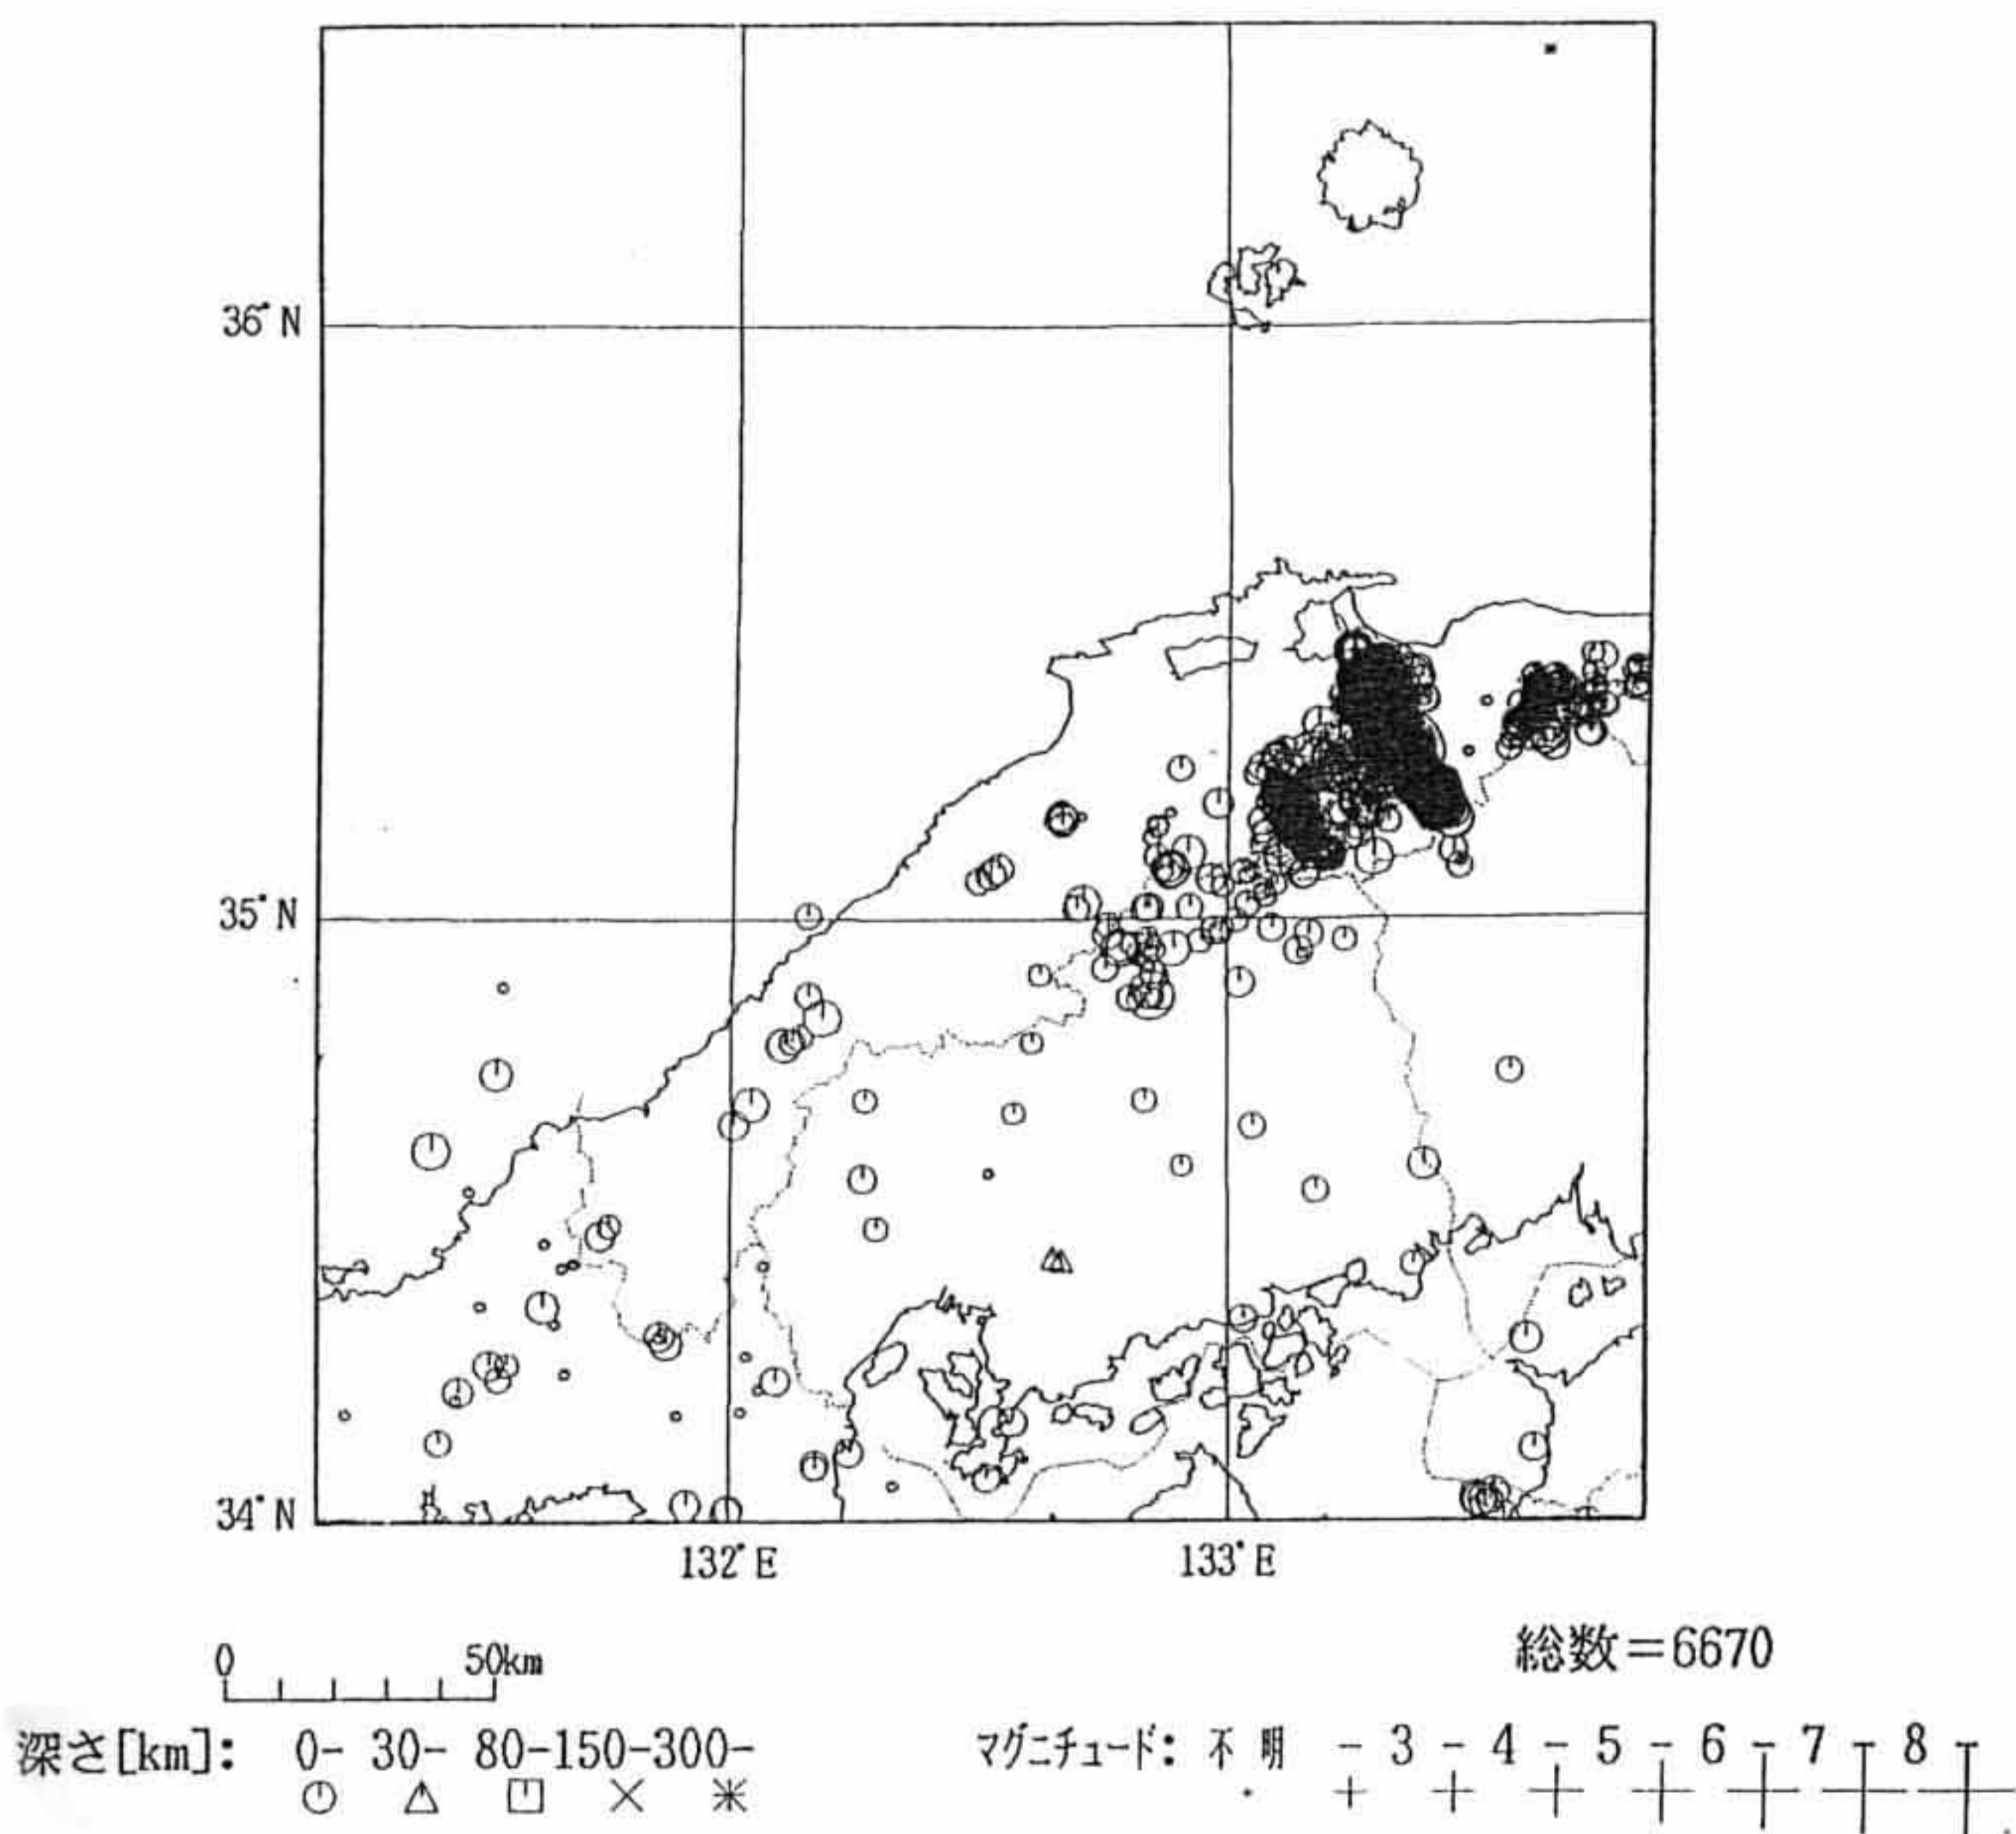 36°N
35°N
34°N
132°E 133°E
0 50km
総数=6670
深さ[km]: 0- 30- 80-150-300-
マグニチュード: 不明 - 3 - 4 - 5 - 6 - 7 - 8 -